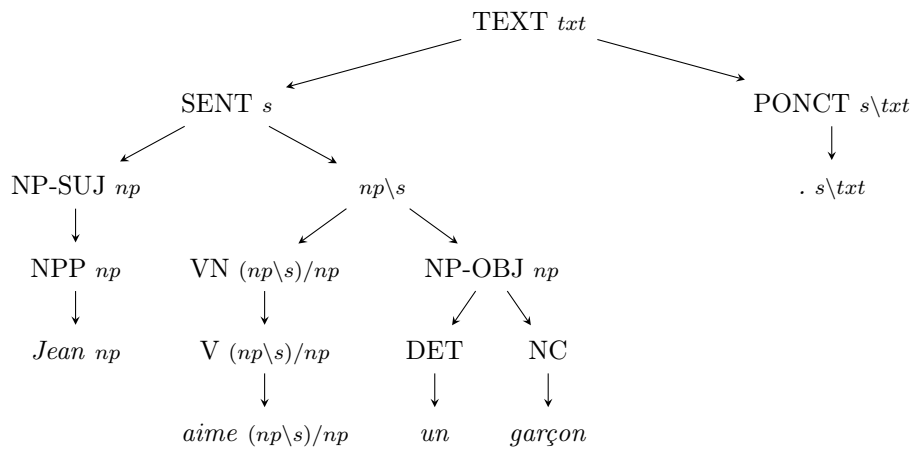 TEXT txt
SENT s PONCT s\txt
NP-SUJ np np\s . s\txt
NPP np VN (np\s)/np NP-OBJ np
Jean np V (np\s)/np DET NC
aime (np\s)/np un garçon